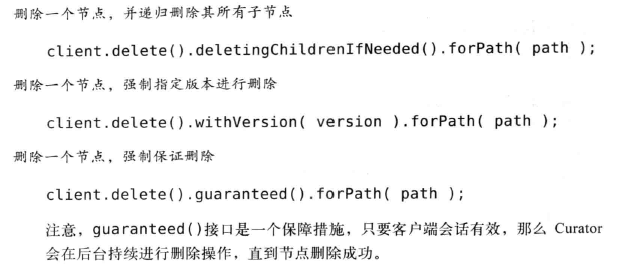 删除一个节点，并递归删除其所有子节点
client.delete().deletingChildrenIfNeeded().forPath( path );
删除一个节点，强制指定版本进行删除
client.delete().withVersion( version ).forPath( path );
删除一个节点，强制保证删除
client.delete().guaranteed().forPath( path );
注意，guaranteed()接口是一个保障措施，只要客户端会话有效，那么 Curator
会在后台持续进行删除操作，直到节点删除成功。